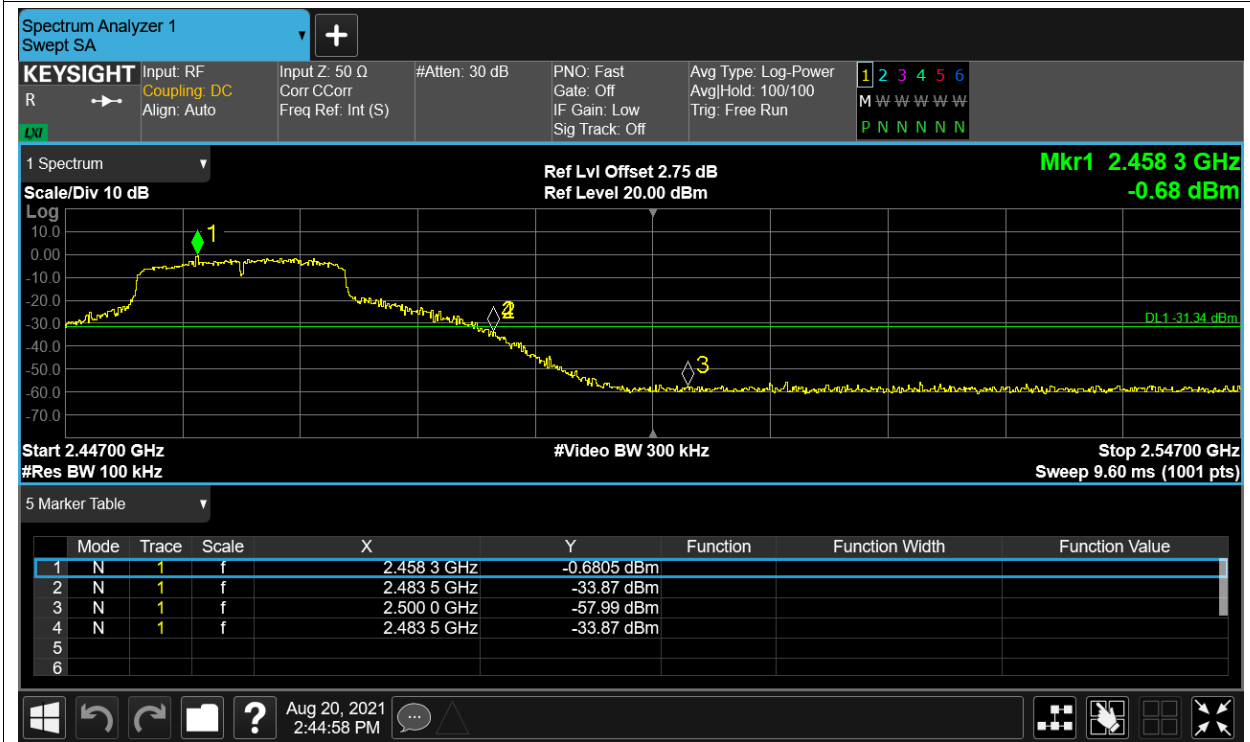 Spectrum Analyzer 1
Swept SA
+
KEYSIGHT Input: RF Input Z: 50 Ω #Atten: 30 dB PNO: Fast Avg Type: Log-Power 1 2 3 4 5 6
R Coupling: DC Corr CCorr Gate: Off Avg|Hold: 100/100 M W W W W W
Align: Auto Freq Ref: Int (S) IF Gain: Low Trig: Free Run
LXI Sig Track: Off P N N N N N
1 Spectrum Ref Lvl Offset 2.75 dB Mkr1 2.458 3 GHz
Scale/Div 10 dB Ref Level 20.00 dBm -0.68 dBm
Log
10.0
1
0.00
-10.0
-20.0
2
-30.0
DL1 -31.34 dBm
-40.0
-50.0
3
-60.0
-70.0
Start 2.44700 GHz #Video BW 300 kHz Stop 2.54700 GHz
#Res BW 100 kHz Sweep 9.60 ms (1001 pts)
5 Marker Table
Mode Trace Scale X Y Function Function Width Function Value
1 N 1 f 2.458 3 GHz -0.6805 dBm
2 N 1 f 2.483 5 GHz -33.87 dBm
3 N 1 f 2.500 0 GHz -57.99 dBm
4 N 1 f 2.483 5 GHz -33.87 dBm
5
6
? Aug 20, 2021
2:44:58 PM